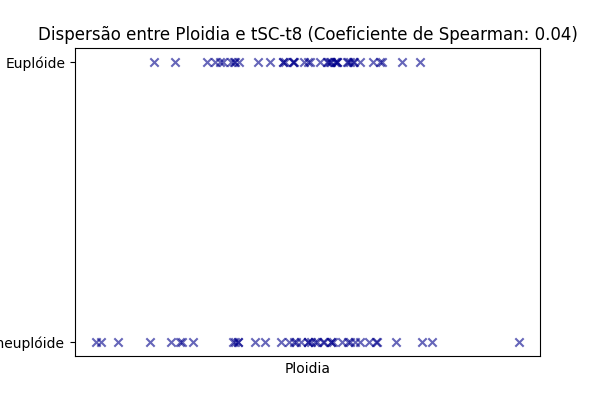 Dispersão entre Ploidia e tSC-t8 (Coeficiente de Spearman: 0.04)
Euplóide
neuplóide
Ploidia